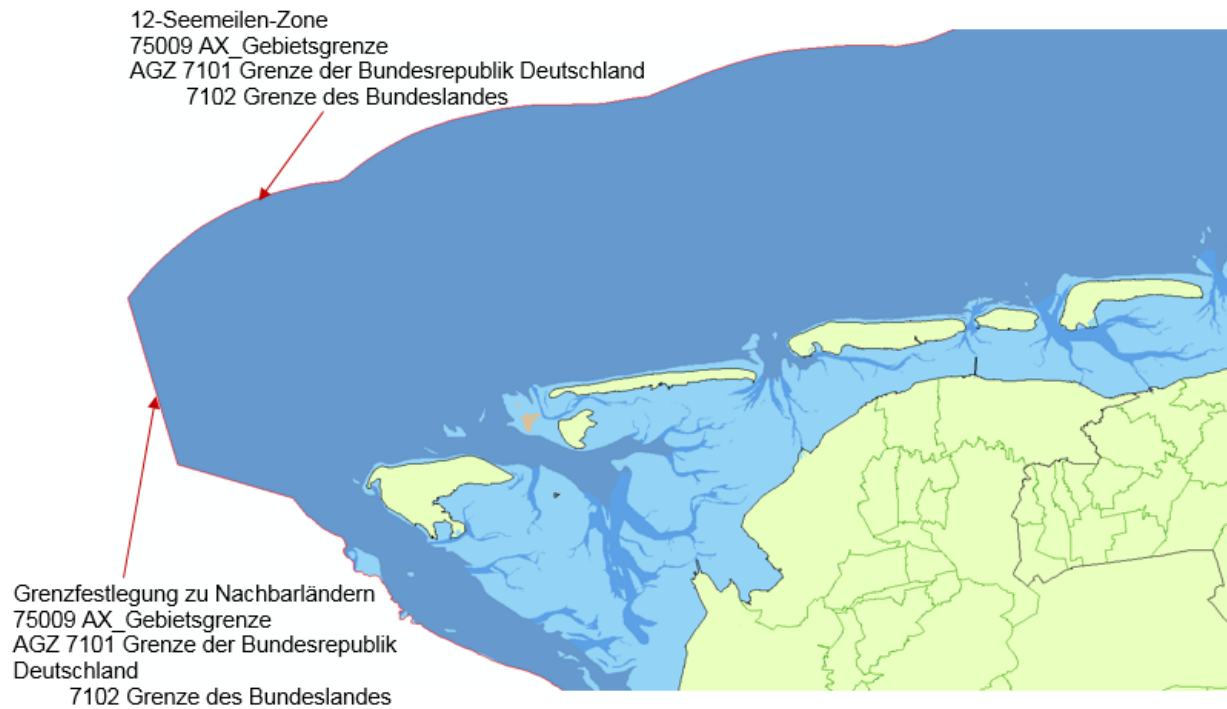 12-Seemeilen-Zone
75009 AX_Gebietsgrenze
AGZ 7101 Grenze der Bundesrepublik Deutschland
7102 Grenze des Bundeslandes
Grenzfestlegung zu Nachbarländern
75009 AX_Gebietsgrenze
AGZ 7101 Grenze der Bundesrepublik
Deutschland
7102 Grenze des Bundeslandes